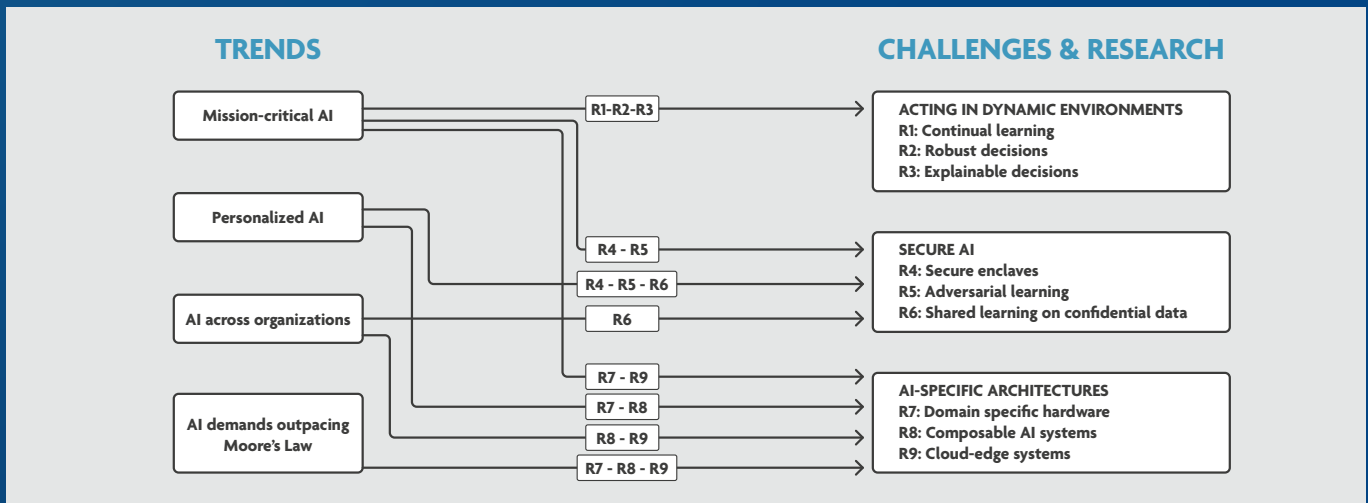 TRENDS
CHALLENGES & RESEARCH
Mission-critical AI
Personalized AI
AI across organizations
AI demands outpacing
Moore's Law
R1-R2-R3
R4 - R5
R4 - R5 - R6
R6
R7 - R9
R7 - R8
R8 - R9
R7 - R8 - R9
ACTING IN DYNAMIC ENVIRONMENTS
R1: Continual learning
R2: Robust decisions
R3: Explainable decisions
SECURE AI
R4: Secure enclaves
R5: Adversarial learning
R6: Shared learning on confidential data
AI-SPECIFIC ARCHITECTURES
R7: Domain specific hardware
R8: Composable AI systems
R9: Cloud-edge systems